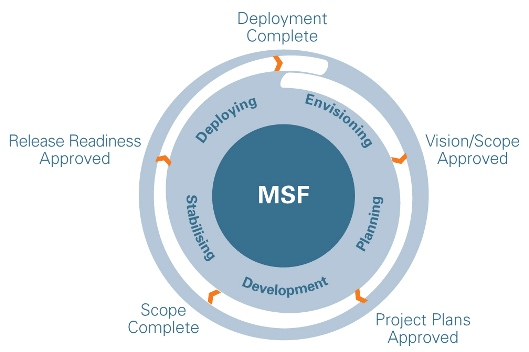 Deployment
Complete
Envisioning
Deploying
Release Readiness
Approved
Vision/Scope
Approved
MSF
Stabilising
Planning
Development
Scope
Complete
Project Plans
Approved